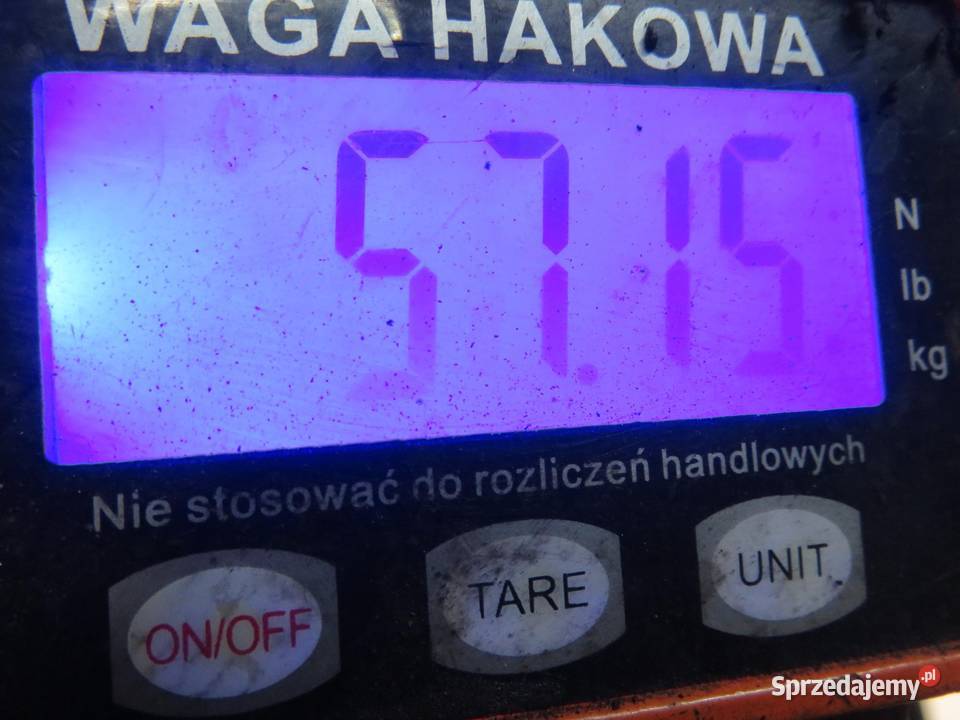 WAGA HAKOWA
57.15
N
lb
kg
Nie stosować do rozliczeń handlowych
ON/OFF
TARE
UNIT
Sprzedajemy.pl